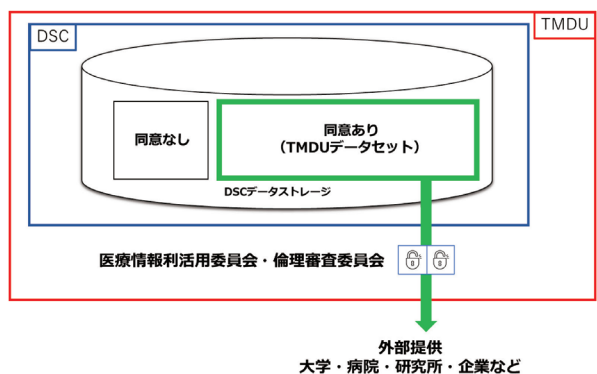 DSC
TMDU
同意なし
同意あり
（TMDUデータセット）
DSCデータストレージ
医療情報利活用委員会・倫理審査委員会
外部提供
大学・病院・研究所・企業など